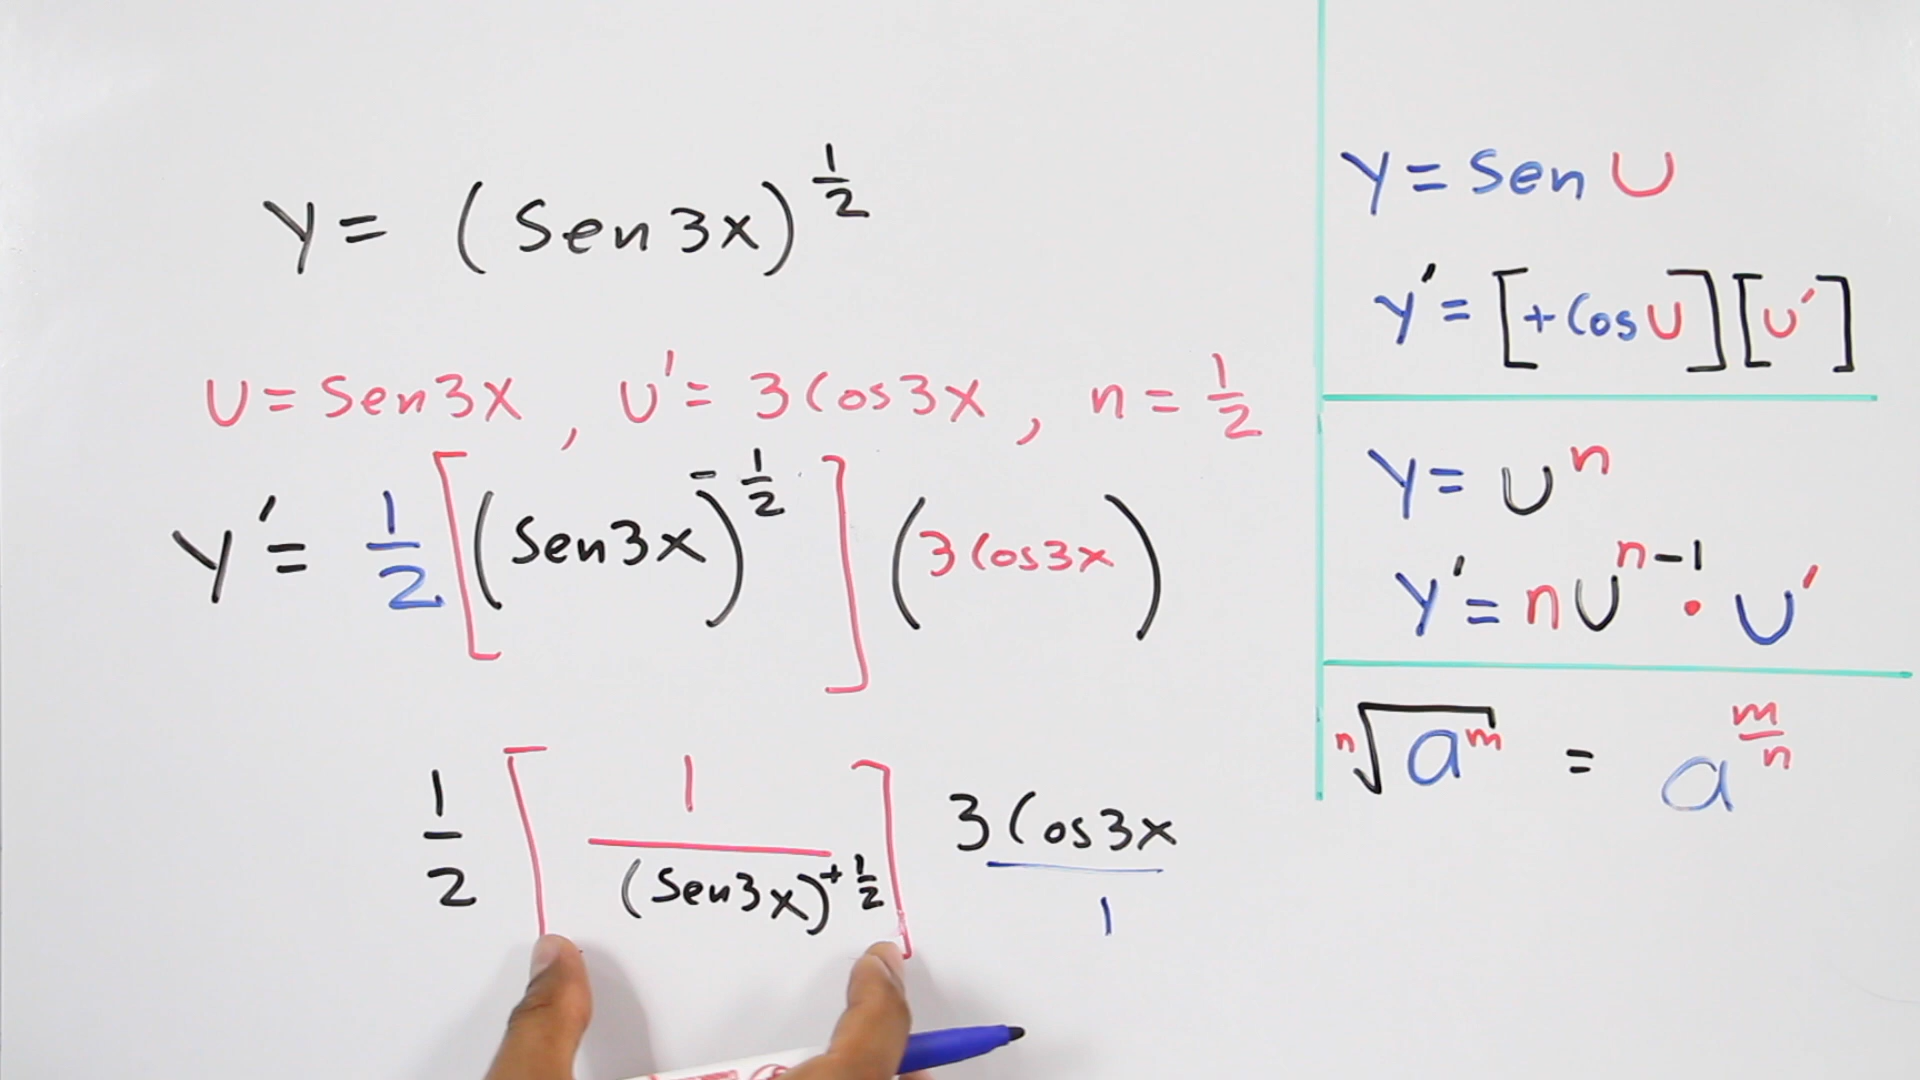 y = (Sen3x)^{1/2}
U = Sen3x , U' = 3Cos3x , n = 1/2
y' = 1/2 [(Sen3x)^{-1/2}] (3Cos3x)
1/2 [1/(Sen3x)^{+1/2}] 3Cos3x/1
y = Sen U
y' = [+CosU][U']
y = U^n
y' = nU^{n-1} · U'
ⁿ√a^m = a^{m/n}